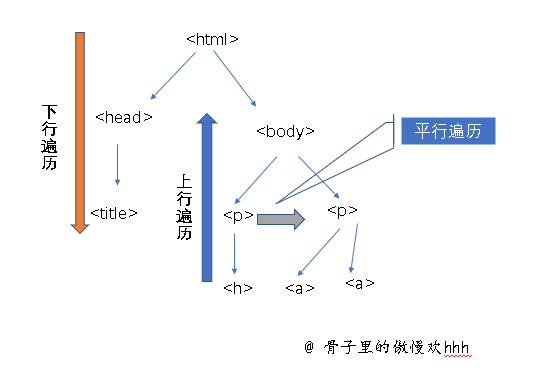 <html>
下行遍历
<head>
<body>
平行遍历
上行遍历
<title>
<p>
<p>
<h>
<a>
<a>
@ 骨子里的傲慢欢hhh